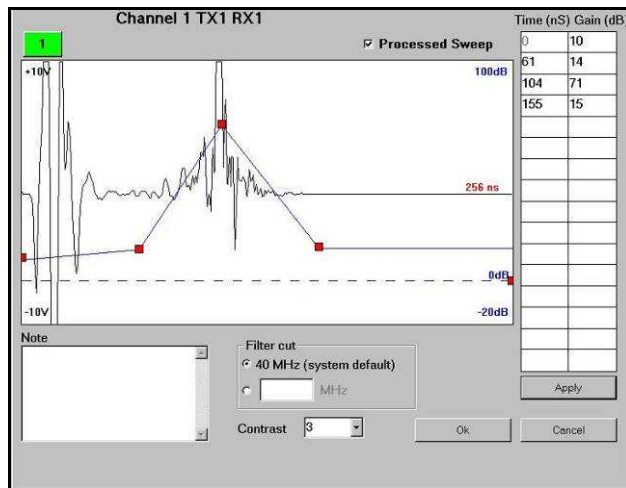 Channel 1 TX1 RX1
Time (nS) Gain (dB)
1
Processed Sweep
0 10
61 14
104 71
155 15
+10V
100dB
256 ns
0dB
-10V
-20dB
Note
Filter cut
40 MHz (system default)
MHz
Apply
Contrast 3
Ok
Cancel